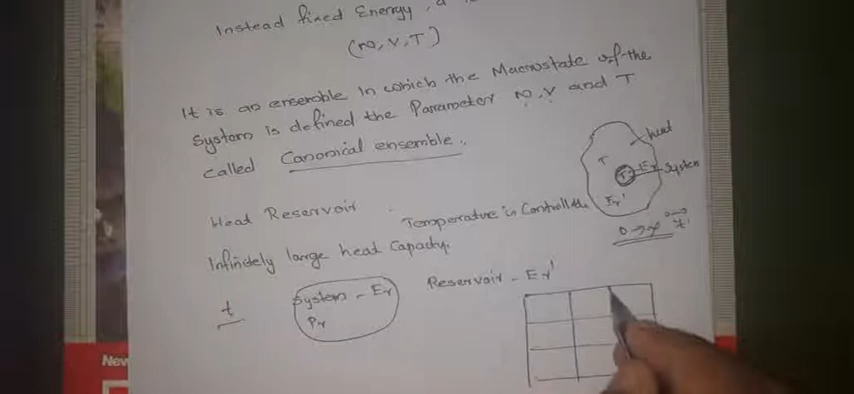 Instead fixed Energy, a
(N, V, T)
It is an ensemble in which the Macrostate of the
System is defined the Parameter N, V and T
called Canonical ensemble.
heat
T
T Er System
Er'
Heat Reservoir
Temperature is Controlled
Infinitely large heat Capacity.
t
System - Er
Pr
Reservoir - Er'
New